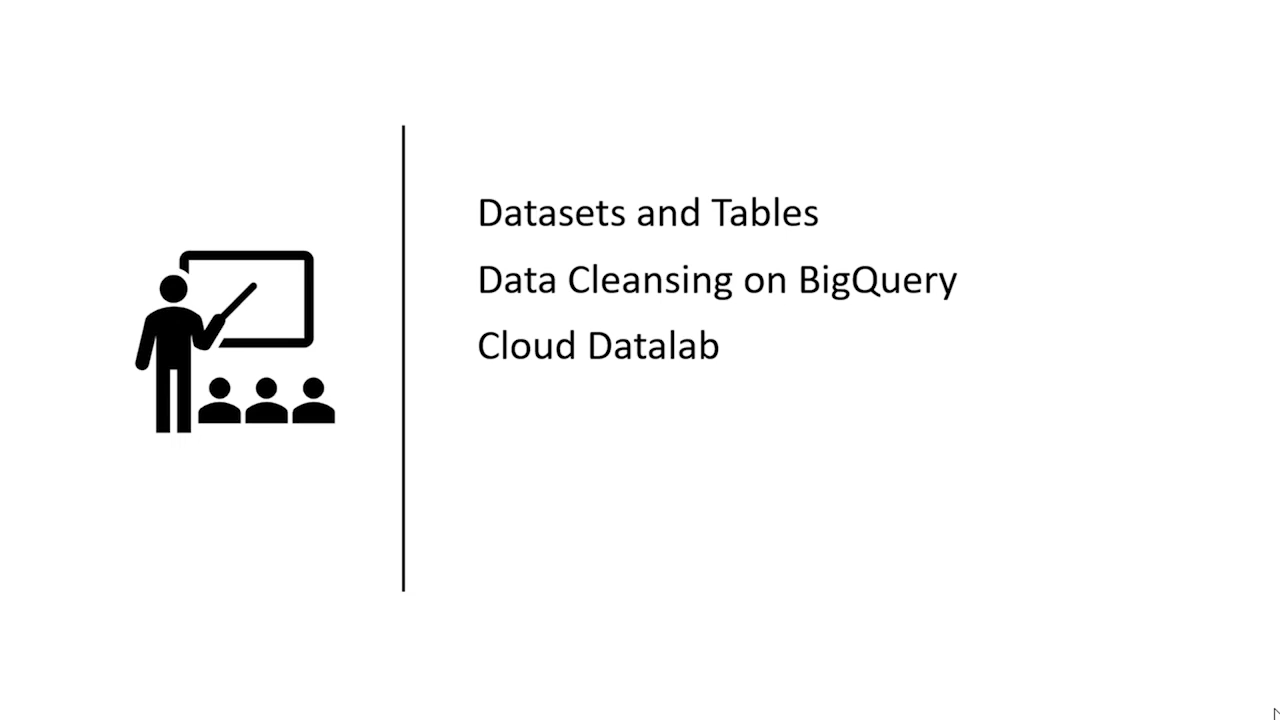 Datasets and Tables
Data Cleansing on BigQuery
Cloud Datalab